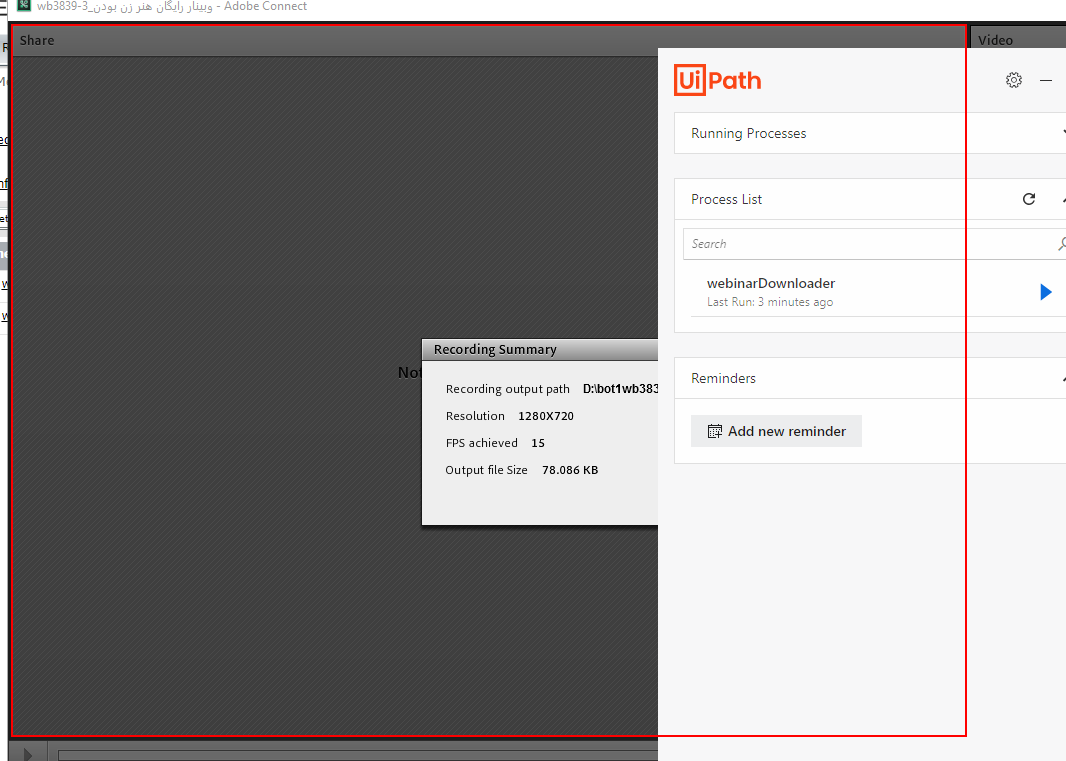 wb3839-3_وبینار رایگان هنر زن بودن - Adobe Connect
Share
Video
UiPath
Running Processes
Process List
Search
webinarDownloader
Last Run: 3 minutes ago
Reminders
Add new reminder
Not
Recording Summary
Recording output path D:\bot1wb383
Resolution 1280X720
FPS achieved 15
Output file Size 78.086 KB